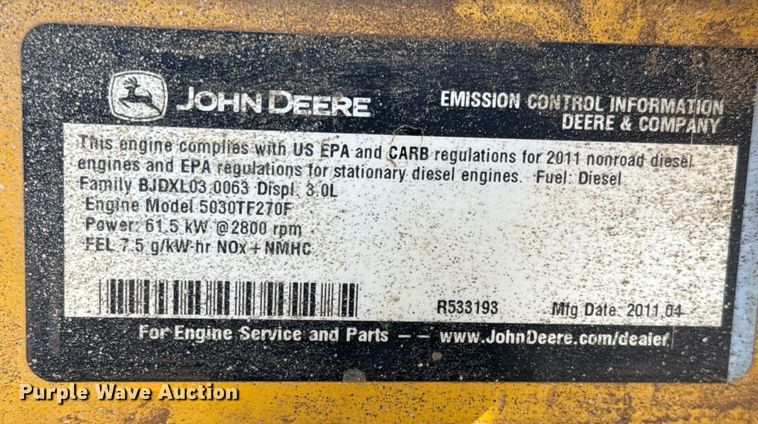 JOHN DEERE
EMISSION CONTROL INFORMATION
DEERE & COMPANY
This engine complies with US EPA and CARB regulations for 2011 nonroad diesel
engines and EPA regulations for stationary diesel engines. Fuel: Diesel
Family BJDXL03.0063 Displ. 3.0L
Engine Model 5030TF270F
Power: 61.5 kW @2800 rpm
FEL 7.5 g/kW-hr NOx + NMHC
R533193 Mfg Date: 2011.04
For Engine Service and Parts -- www.JohnDeere.com/dealer
Purple Wave Auction